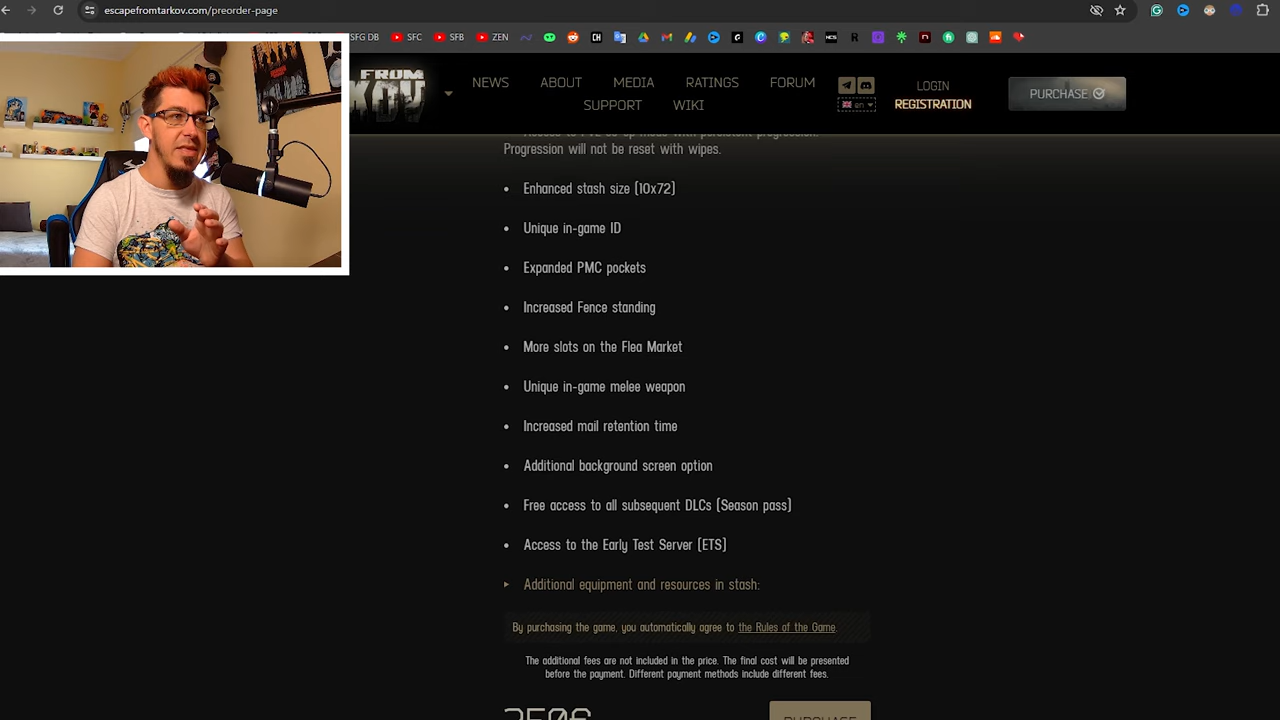 escapefromtarkov.com/preorder-page
SFG DB
SFC
SFB
ZEN
FROM
NEWS
ABOUT
MEDIA
RATINGS
FORUM
SUPPORT
WIKI
en
LOGIN
REGISTRATION
PURCHASE
Progression will not be reset with wipes.
• Enhanced stash size (10x72)
• Unique in-game ID
• Expanded PMC pockets
• Increased Fence standing
• More slots on the Flea Market
• Unique in-game melee weapon
• Increased mail retention time
• Additional background screen option
• Free access to all subsequent DLCs (Season pass)
• Access to the Early Test Server (ETS)
Additional equipment and resources in stash:
By purchasing the game, you automatically agree to the Rules of the Game.
The additional fees are not included in the price. The final cost will be presented
before the payment. Different payment methods include different fees.
PURCHASE